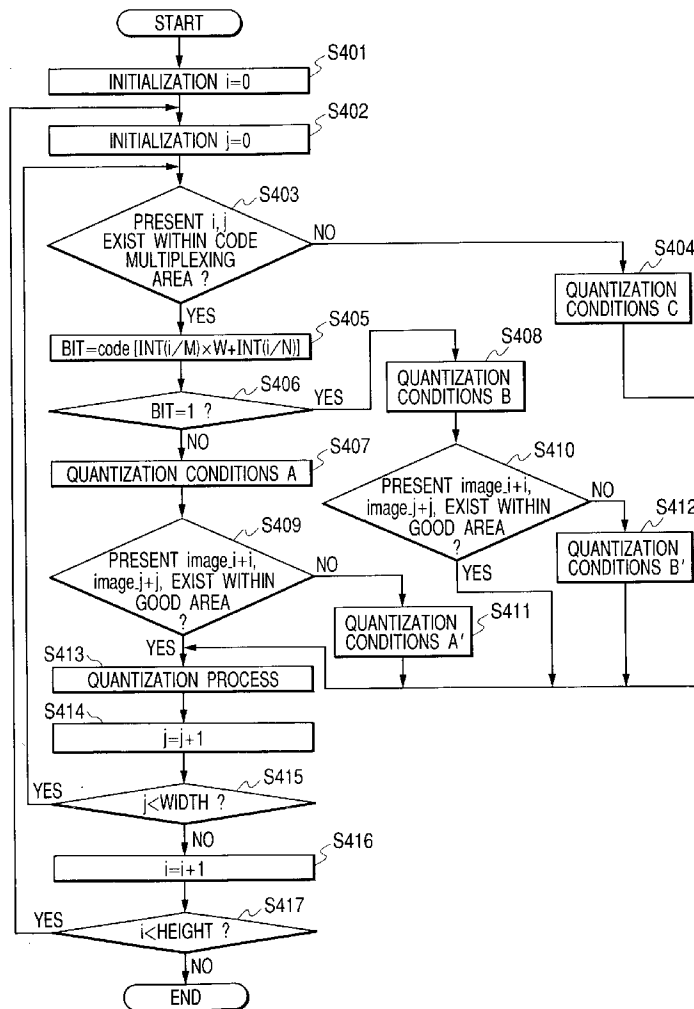 START
S401
INITIALIZATION i=0
S402
INITIALIZATION j=0
S403
PRESENT i, j
EXIST WITHIN CODE
MULTIPLEXING
AREA ?
NO
YES
S404
QUANTIZATION
CONDITIONS C
S405
BIT=code [INT(i/M)×W+INT(i/N)]
S406
BIT=1 ?
YES
NO
S408
QUANTIZATION
CONDITIONS B
S407
QUANTIZATION CONDITIONS A
S410
PRESENT image_i+i,
image_j+j, EXIST WITHIN
GOOD AREA
?
NO
YES
S412
QUANTIZATION
CONDITIONS B'
S409
PRESENT image_i+i,
image_j+j, EXIST WITHIN
GOOD AREA
?
NO
YES
QUANTIZATION
CONDITIONS A'
S411
S413
QUANTIZATION PROCESS
S414
j=j+1
S415
YES
j<WIDTH ?
NO
S416
i=i+1
S417
YES
i<HEIGHT ?
NO
END